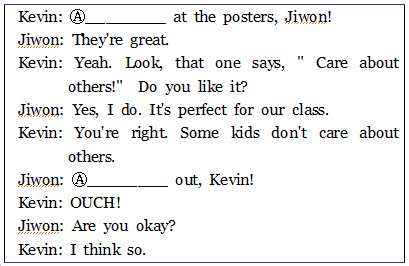 Kevin: Ⓐ__________ at the posters, Jiwon!
Jiwon: They're great.
Kevin: Yeah. Look, that one says, " Care about
others!" Do you like it?
Jiwon: Yes, I do. It's perfect for our class.
Kevin: You're right. Some kids don't care about
others.
Jiwon: Ⓐ__________ out, Kevin!
Kevin: OUCH!
Jiwon: Are you okay?
Kevin: I think so.